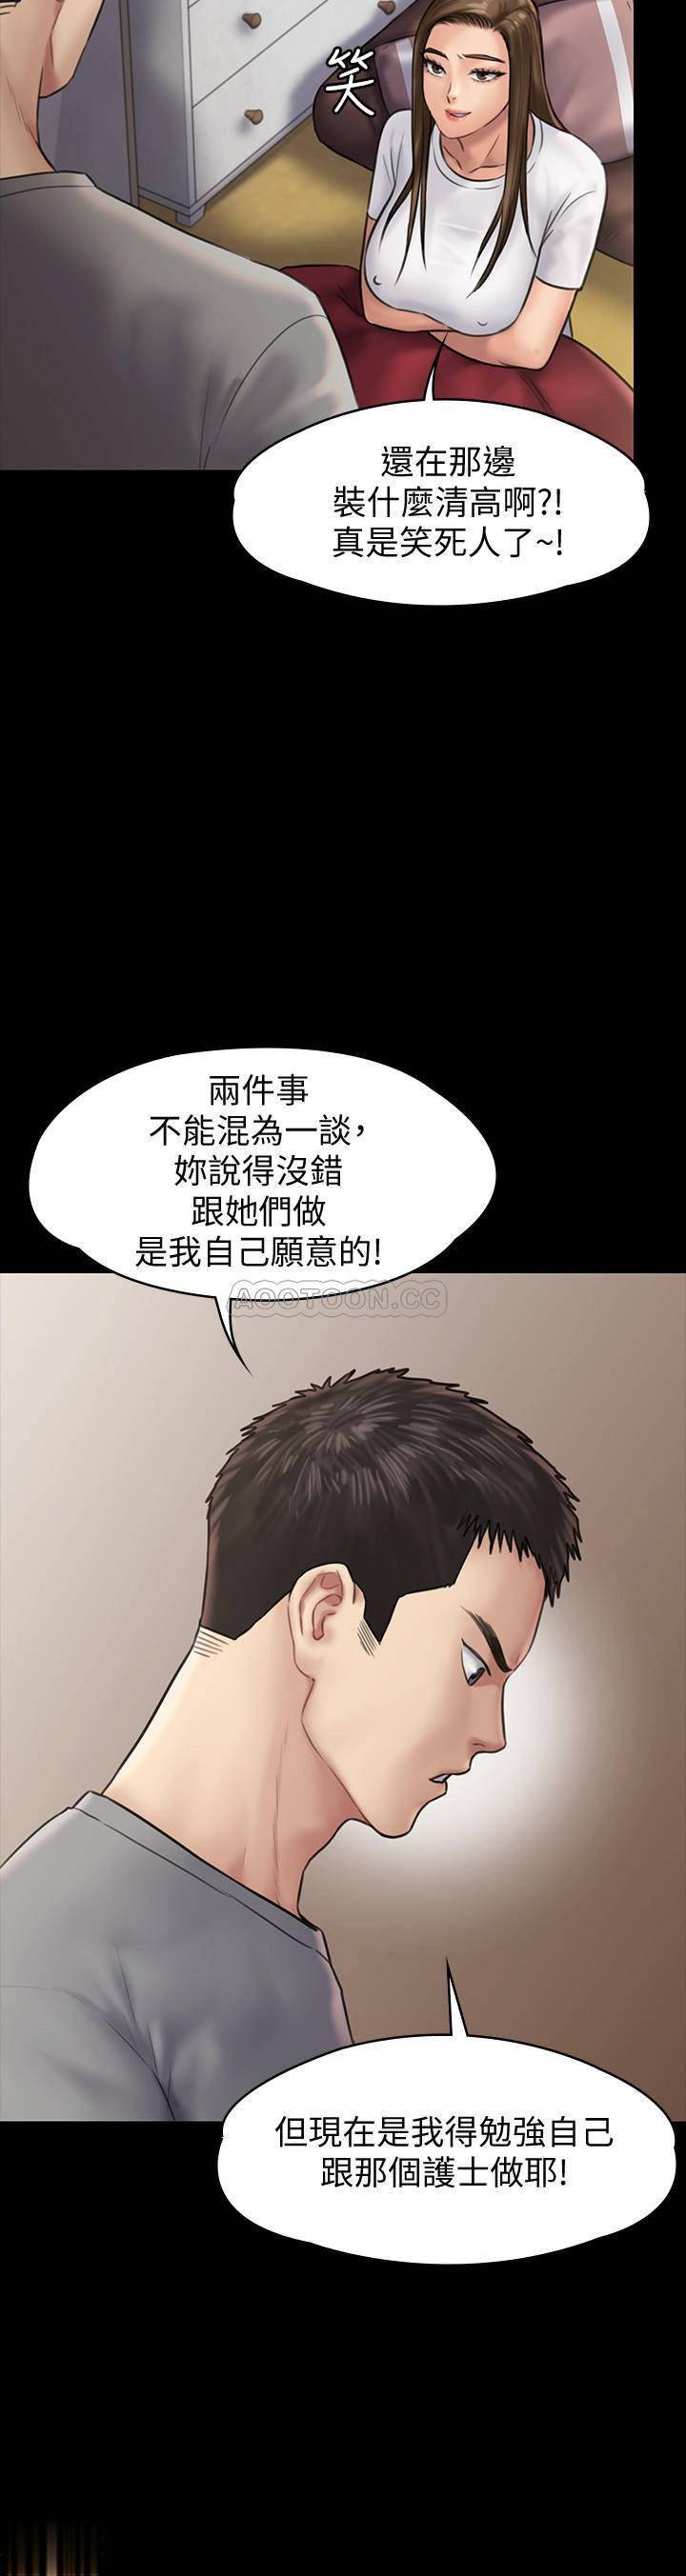 笑
還在那邊
裝什麼清高啊?!
真是笑死人了~!
兩件事
不能混為一談，
妳說得沒錯
跟她們做
是我自己願意的!
AOOTOON.CC
但現在是我得勉強自己
跟那個護士做耶!